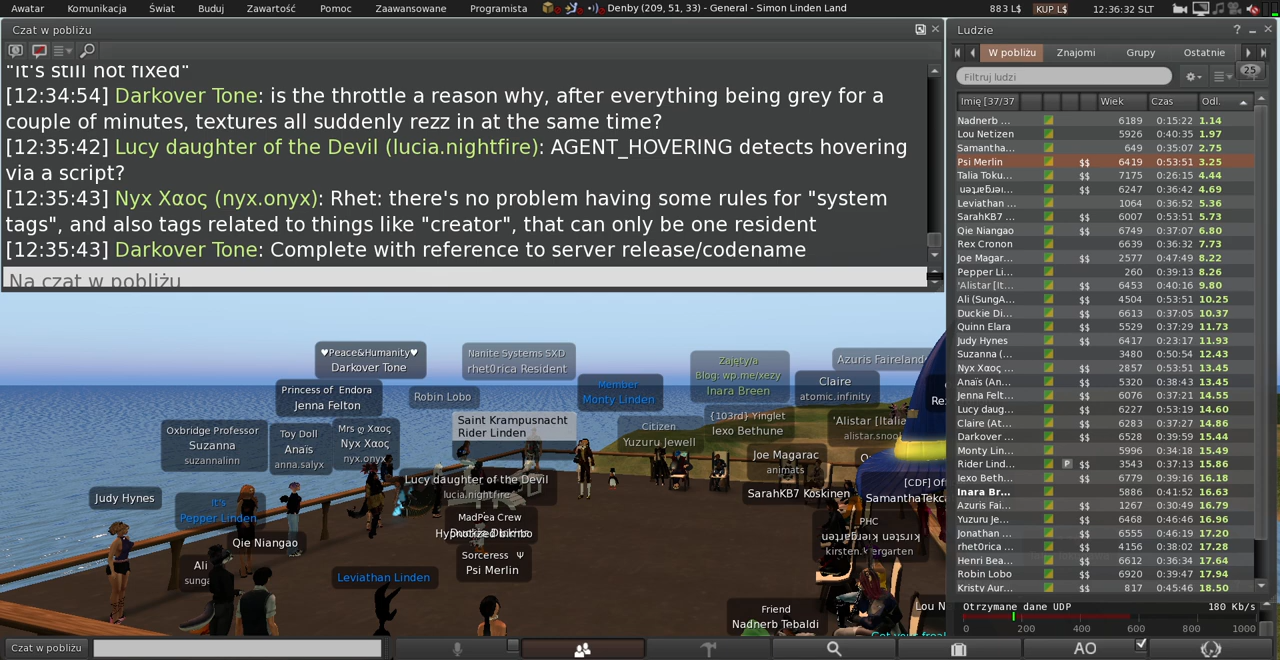 Awatar Komunikacja Świat Buduj Zawartość Pomoc Zaawansowane Programista Denby (209, 51, 33) - General - Simon Linden Land 883 L$ KUP L$ 12:36:32 SLT
Czat w pobliżu
"It's still not fixed"
[12:34:54] Darkover Tone: is the throttle a reason why, after everything being grey for a
couple of minutes, textures all suddenly rezz in at the same time?
[12:35:42] Lucy daughter of the Devil (lucia.nightfire): AGENT_HOVERING detects hovering
via a script?
[12:35:43] Nyx Χαος (nyx.onyx): Rhet: there's no problem having some rules for "system
tags", and also tags related to things like "creator", that can only be one resident
[12:35:43] Darkover Tone: Complete with reference to server release/codename
Na czat w pobliżu
Ludzie
W pobliżu Znajomi Grupy Ostatnie
25
Filtruj ludzi
Imię [37/37 Wiek Czas Odl.
Nadnerb ... 6189 0:15:22 1.14
Lou Netizen 5926 0:40:35 1.97
Samantha... 649 0:35:07 2.75
Psi Merlin $$ 6419 0:53:51 3.25
Talia Toku... $$ 7175 0:26:15 4.44
$$ 6247 0:36:42 4.69
Leviathan ... 1064 0:36:52 5.36
SarahKB7 ... $$ 6007 0:53:51 5.73
Qie Niangao $$ 6749 0:37:07 6.80
Rex Cronon 6639 0:36:32 7.73
Joe Magar... $$ 2577 0:47:49 8.22
Pepper Li... 260 0:39:13 8.26
'Alistar [It... $$ 6453 0:40:16 9.80
Ali (SungA... $$ 4504 0:53:51 10.25
Duckie Di... $$ 6613 0:37:05 10.37
Quinn Elara $$ 5529 0:37:29 11.73
Judy Hynes $$ 6417 0:23:17 11.93
Suzanna (... $$ 3480 0:50:54 12.43
Nyx Χαος ... $$ 2857 0:53:51 13.45
Anaïs (An... $$ 5320 0:38:43 13.45
Jenna Felt... $$ 6076 0:37:21 14.55
Lucy daug... $$ 6227 0:53:19 14.60
Claire (At... $$ 6283 0:37:27 14.86
Darkover ... $$ 6528 0:39:59 15.44
Monty Lin... 5996 0:34:18 15.49
Rider Lind... P $$ 3543 0:37:13 15.86
Iexo Beth... $$ 6779 0:39:16 16.18
Inara Br... 5886 0:41:52 16.63
Azuris Fai... $$ 1267 0:30:49 16.79
Yuzuru Je... $$ 6468 0:46:46 16.96
Jonathan ... $$ 6555 0:46:19 17.20
rhet0rica ... $$ 4156 0:38:02 17.28
Henri Bea... $$ 6612 0:36:34 17.64
Robin Lobo $$ 6920 0:39:47 17.94
Kristy Aur... $$ 817 0:45:46 18.50
Otrzymane dane UDP 180 Kb/s
0 200 400 600 800 1000
♥Peace&Humanity♥
Darkover Tone
Nanite Systems SXD
rhet0rica Resident
Zajęty/a
Blog: wp.me/xezy
Inara Breen
Azuris Faireland
Princess of Endora
Jenna Felton
Robin Lobo
Member
Monty Linden
Claire
atomic.infinity
Saint Krampusnacht
Rider Linden
{103rd} Yinglet
Iexo Bethune
Oxbridge Professor
Suzanna
suzannalinn
Toy Doll
Anaïs
anna.salyx
Mrs ღ Χαος
Nyx Χαος
nyx.onyx
Citizen
Yuzuru Jewell
'Alistar [Italia
Joe Magarac
animats
Lucy daughter of the Devil
lucia.nightfire
Judy Hynes
It's
Pepper Linden
SarahKB7 Koskinen
[CDF] Of
MadPea Crew
PHC
Qie Niangao
Sorceress Ψ
Psi Merlin
Ali
sunga
Leviathan Linden
Friend
Nadnerb Tebaldi
Lou N
Czat w pobliżu AO